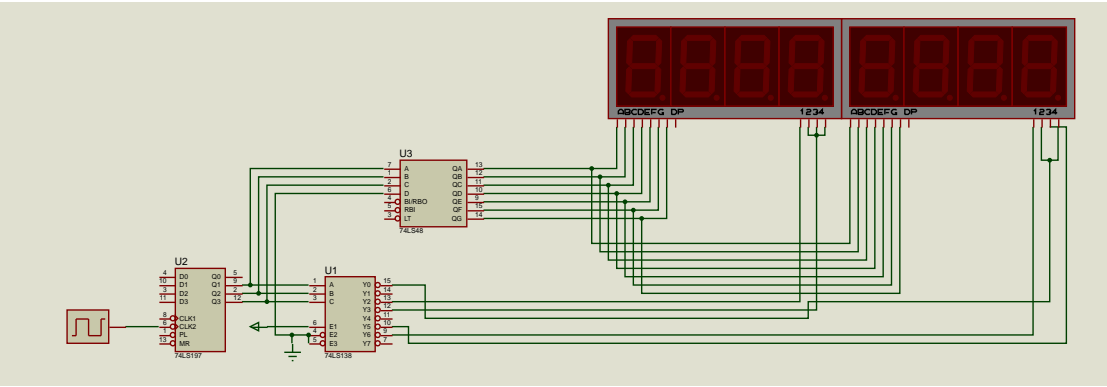 ABCDEFG DP
1234
ABCDEFG DP
1234
U3
7 A QA 13
1 B QB 12
2 C QC 11
6 D QD 10
4 BI/RBO QE 9
5 RBI QF 15
3 LT QG 14
74LS48
U2
4 D0 Q0 5
10 D1 Q1 9
3 D2 Q2 2
11 D3 Q3 12
8 CLK1
6 CLK2
1 PL
13 MR
74LS197
U1
1 A Y0 15
2 B Y1 14
3 C Y2 13
Y3 12
Y4 11
6 E1 Y5 10
4 E2 Y6 9
5 E3 Y7 7
74LS138